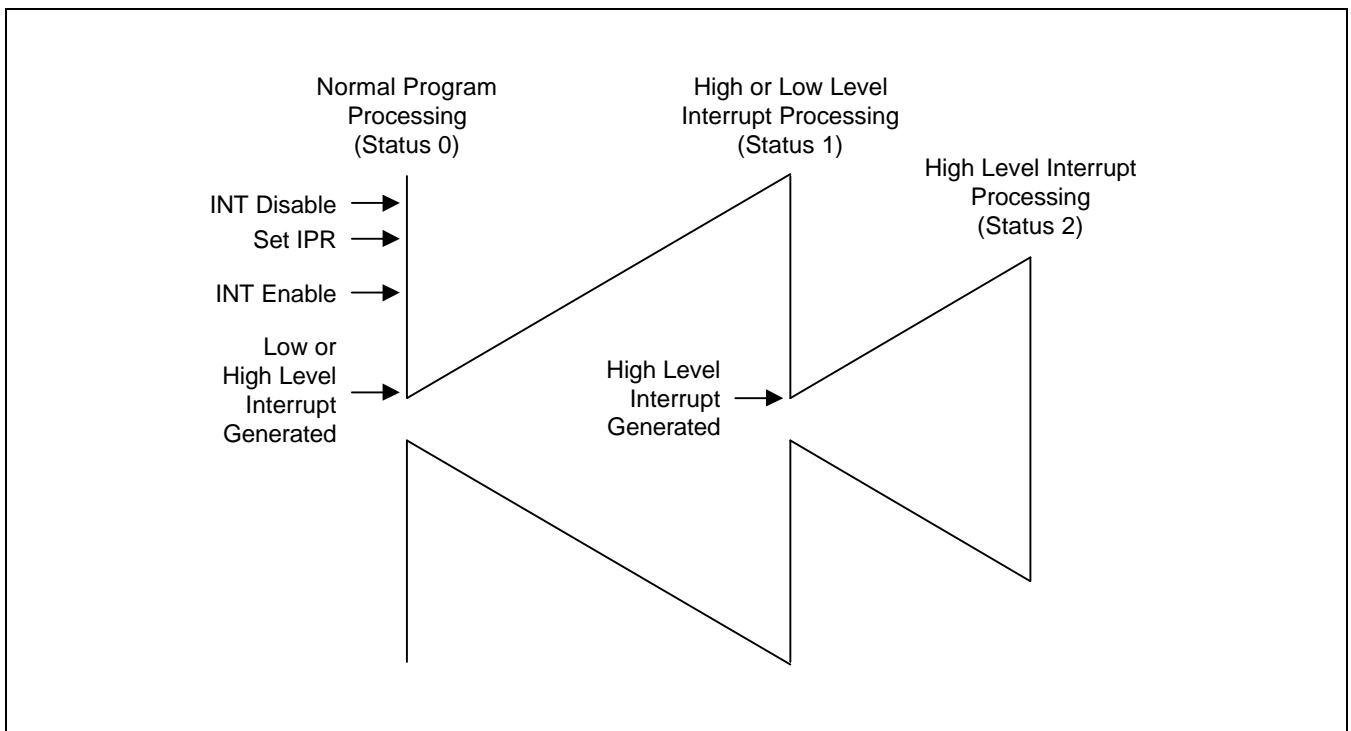 Normal Program
Processing
(Status 0)
High or Low Level
Interrupt Processing
(Status 1)
High Level Interrupt
Processing
(Status 2)
INT Disable
Set IPR
INT Enable
Low or
High Level
Interrupt
Generated
High Level
Interrupt
Generated